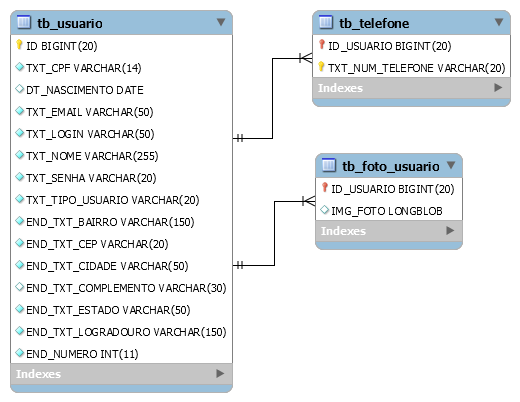 tb_usuario
ID BIGINT(20)
TXT_CPF VARCHAR(14)
DT_NASCIMENTO DATE
TXT_EMAIL VARCHAR(50)
TXT_LOGIN VARCHAR(50)
TXT_NOME VARCHAR(255)
TXT_SENHA VARCHAR(20)
TXT_TIPO_USUARIO VARCHAR(20)
END_TXT_BAIRRO VARCHAR(150)
END_TXT_CEP VARCHAR(20)
END_TXT_CIDADE VARCHAR(50)
END_TXT_COMPLEMENTO VARCHAR(30)
END_TXT_ESTADO VARCHAR(50)
END_TXT_LOGRADOURO VARCHAR(150)
END_NUMERO INT(11)
Indexes
tb_telefone
ID_USUARIO BIGINT(20)
TXT_NUM_TELEFONE VARCHAR(20)
Indexes
tb_foto_usuario
ID_USUARIO BIGINT(20)
IMG_FOTO LONGBLOB
Indexes